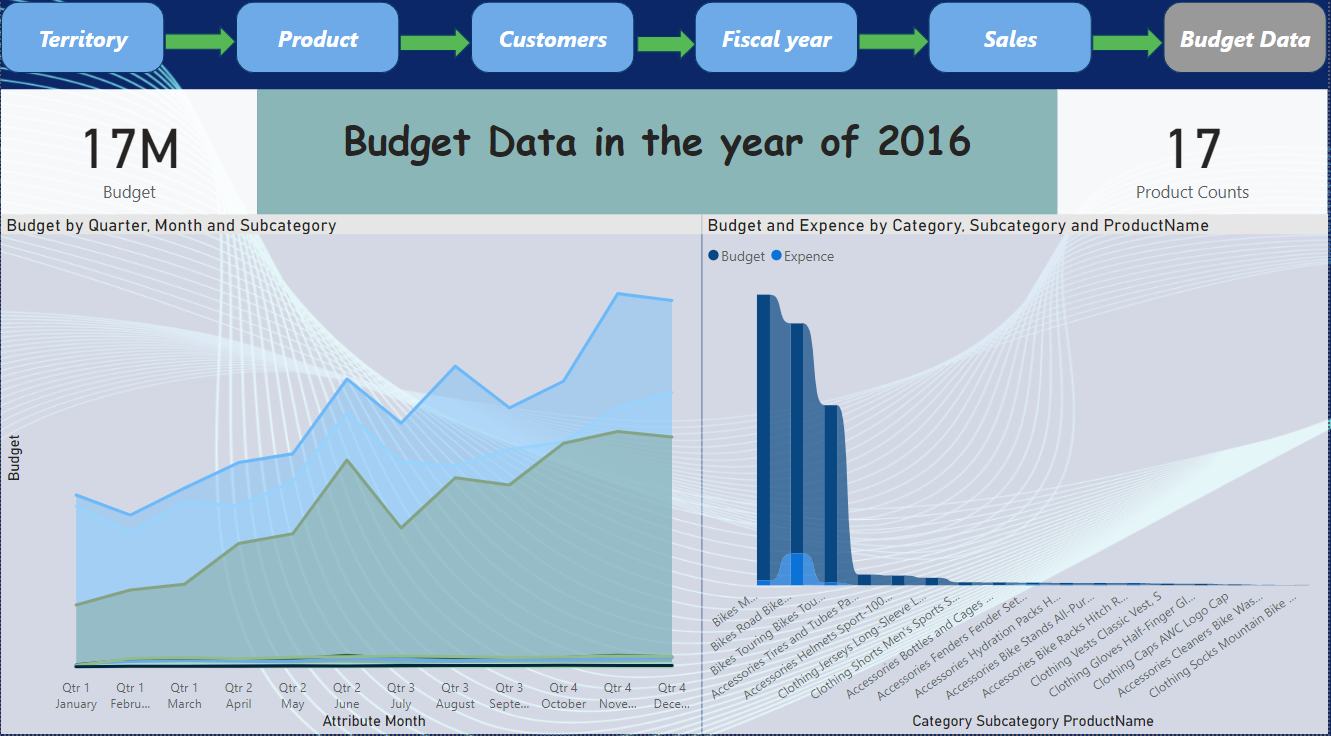 Territory
Product
Customers
Fiscal year
Sales
Budget Data
17M
Budget
Budget Data in the year of 2016
17
Product Counts
Budget by Quarter, Month and Subcategory
Budget
Qtr 1 January
Qtr 1 Febru...
Qtr 1 March
Qtr 2 April
Qtr 2 May
Qtr 2 June
Qtr 3 July
Qtr 3 August
Qtr 3 Septe...
Qtr 4 October
Qtr 4 Nove...
Qtr 4 Dece...
Attribute Month
Budget and Expence by Category, Subcategory and ProductName
Budget
Expence
Bikes M...
Bikes Road Bike...
Bikes Touring Bikes Tou...
Accessories Tires and Tubes Pa...
Accessories Helmets Sport-100...
Clothing Jerseys Long-Sleeve L...
Clothing Shorts Men's Sports S...
Accessories Bottles and Cages ...
Accessories Fenders Fender Set...
Accessories Hydration Packs H...
Accessories Bike Stands All-Pur...
Accessories Bike Racks Hitch R...
Clothing Vests Classic Vest, S
Clothing Gloves Half-Finger Gl...
Clothing Caps AWC Logo Cap
Accessories Cleaners Bike Was...
Clothing Socks Mountain Bike ...
Category Subcategory ProductName